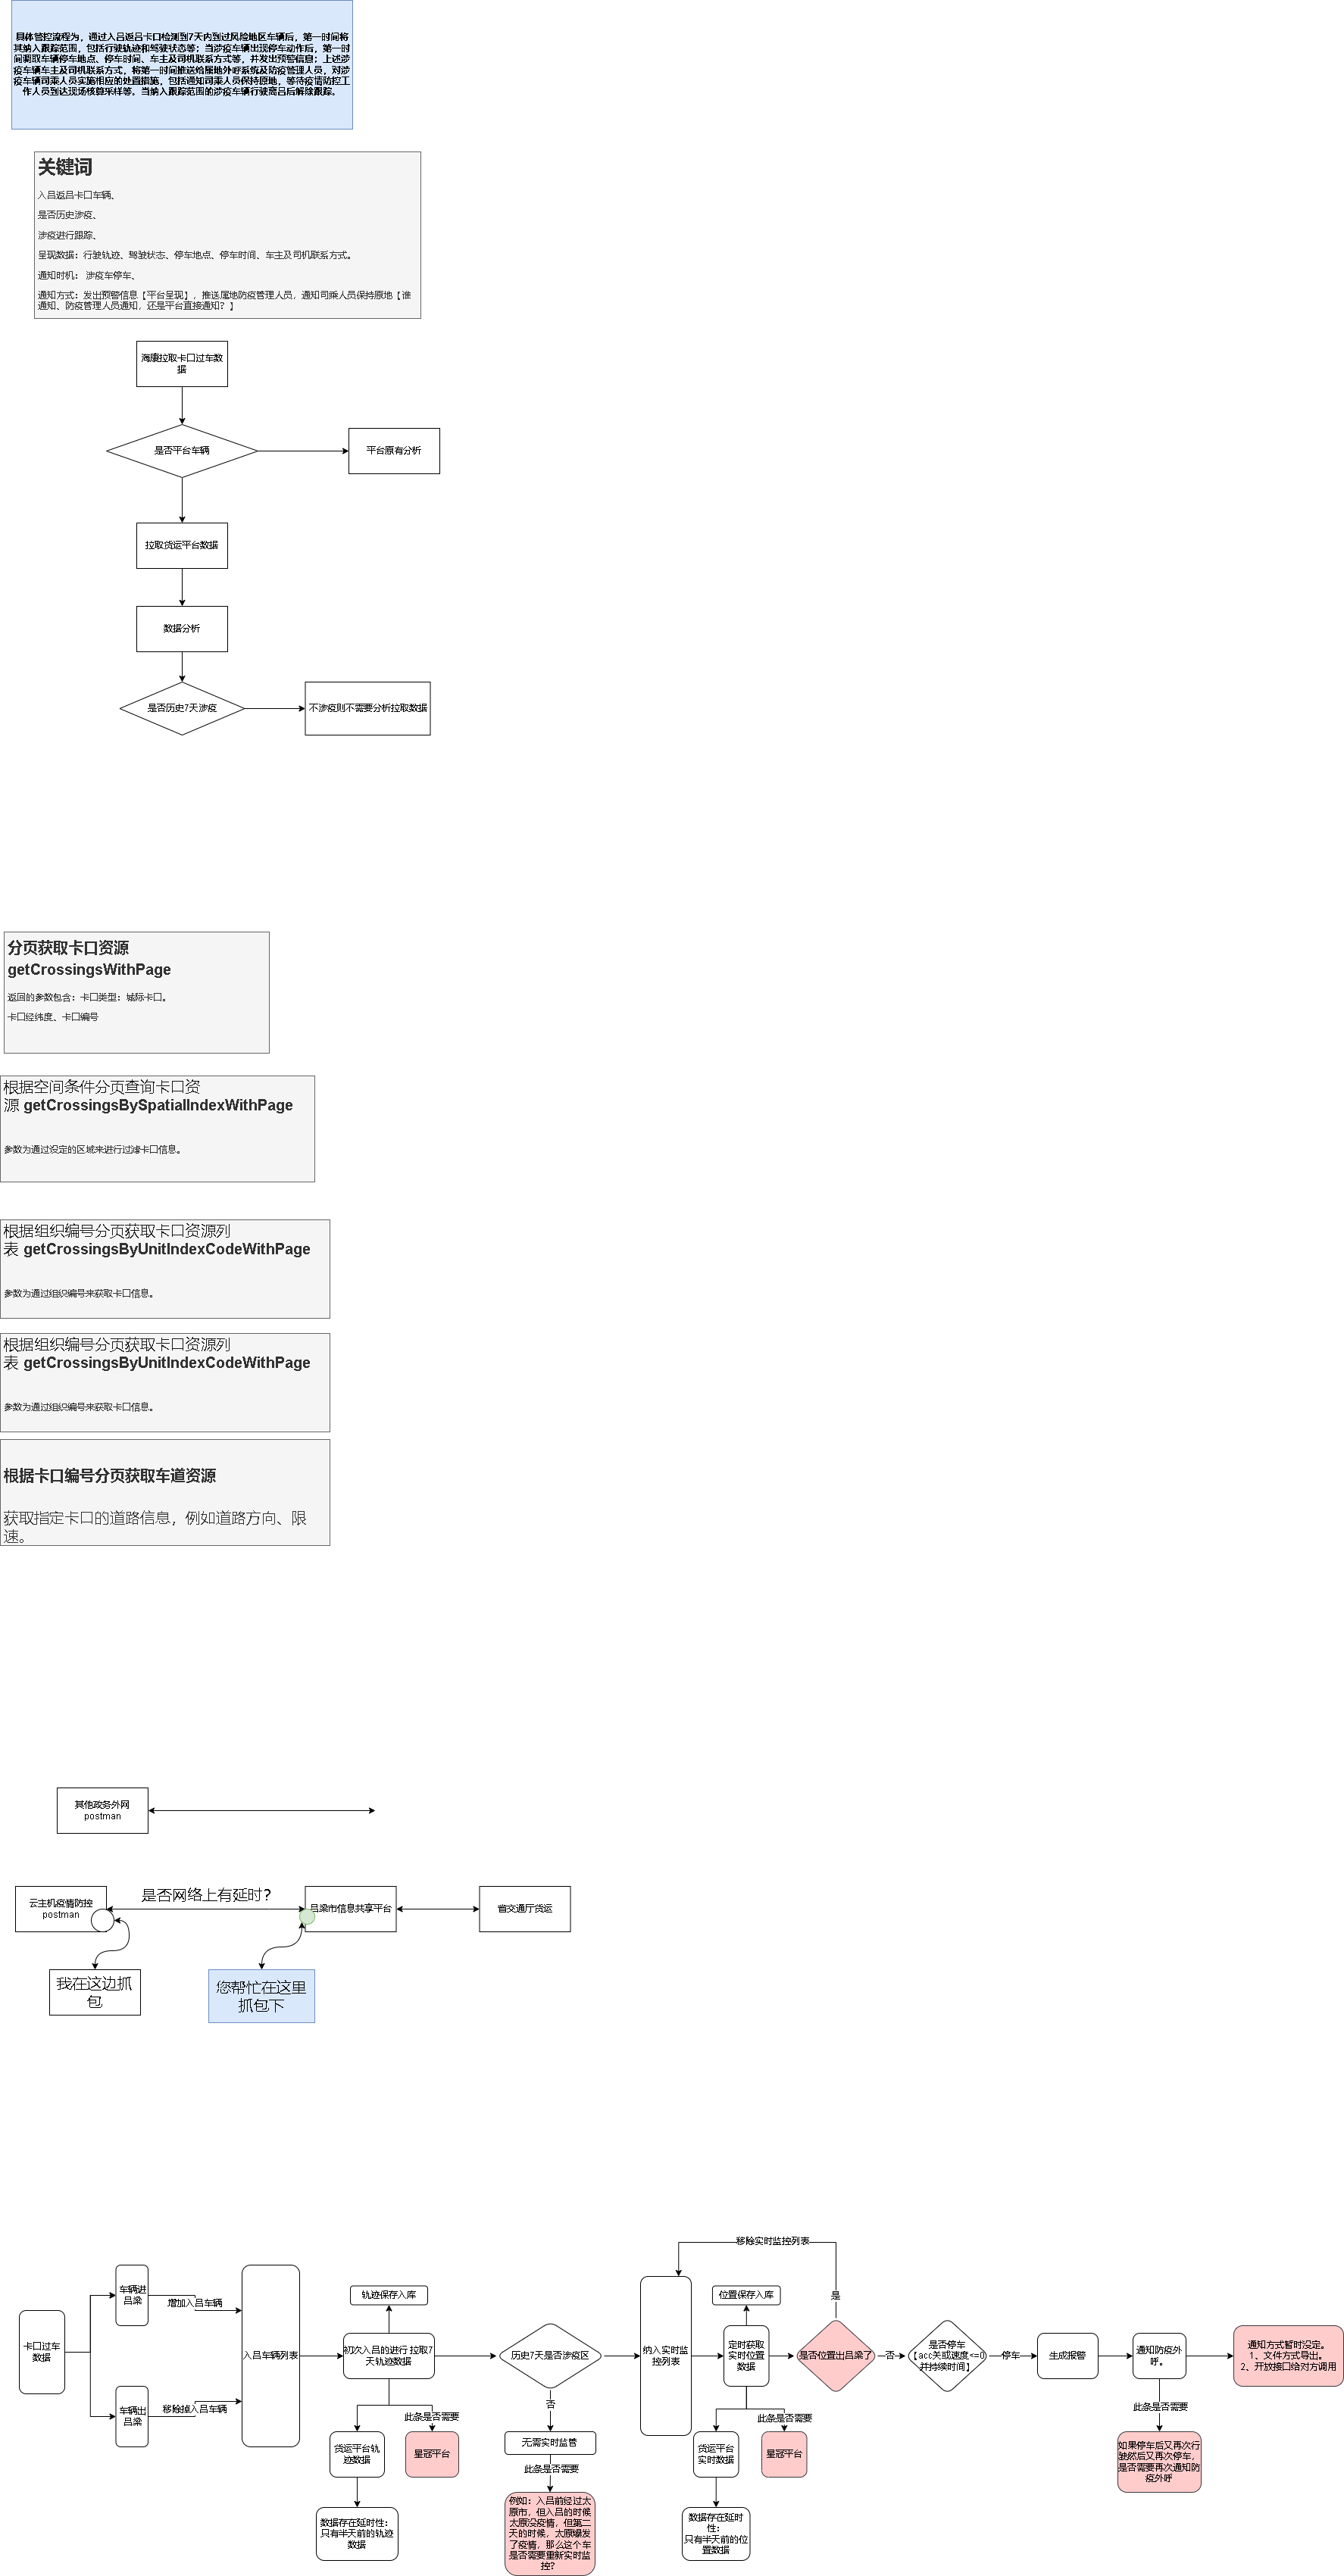 具体管控流程为，通过入吕返吕卡口检测到7天内到过风险地区车辆后，第一时间将
其纳入跟踪范围，包括行驶轨迹和驾驶状态等；当涉疫车辆出现停车动作后，第一时
间调取车辆停车地点、停车时间、车主及司机联系方式等，并发出预警信息；上述涉
疫车辆车主及司机联系方式，将第一时间推送给属地外呼系统及防疫管理人员，对涉
疫车辆司乘人员实施相应的处置措施，包括通知司乘人员保持原地，等待疫情防控工
作人员到达现场核算采样等。当纳入跟踪范围的涉疫车辆行驶离吕后解除跟踪。
关键词
入吕返吕卡口车辆、
是否历史涉疫、
涉疫进行跟踪、
呈现数据：行驶轨迹、驾驶状态、停车地点、停车时间、车主及司机联系方式。
通知时机： 涉疫车停车、
通知方式：发出预警信息【平台呈现】，推送属地防疫管理人员，通知司乘人员保持原地【谁
通知、防疫管理人员通知，还是平台直接通知？】
海康拉取卡口过车数
据
是否平台车辆
平台原有分析
拉取货运平台数据
数据分析
是否历史7天涉疫
不涉疫则不需要分析拉取数据
分页获取卡口资源
getCrossingsWithPage
返回的参数包含：卡口类型：城际卡口。
卡口经纬度、卡口编号
根据空间条件分页查询卡口资
源 getCrossingsBySpatialIndexWithPage
参数为通过设定的区域来进行过滤卡口信息。
根据组织编号分页获取卡口资源列
表 getCrossingsByUnitIndexCodeWithPage
参数为通过组织编号来获取卡口信息。
根据组织编号分页获取卡口资源列
表 getCrossingsByUnitIndexCodeWithPage
参数为通过组织编号来获取卡口信息。
根据卡口编号分页获取车道资源
获取指定卡口的道路信息，例如道路方向、限
速。
其他政务外网
postman
云主机疫情防控
postman
是否网络上有延时？
吕梁市信息共享平台
省交通厅货运
我在这边抓
包
您帮忙在这里
抓包下
卡口过车
数据
车辆进
吕梁
增加入吕车辆
车辆出
吕梁
移除掉入吕车辆
入吕车辆列表
轨迹保存入库
初次入吕的进行 拉取7
天轨迹数据
货运平台轨
迹数据
此条是否需要
星冠平台
数据存在延时性：
只有半天前的轨迹
数据
历史7天是否涉疫区
否
无需实时监管
此条是否需要
例如：入吕前经过太
原市，但入吕的时候
太原没疫情，但第二
天的时候，太原曝发
了疫情，那么这个车
是否需要重新实时监
控？
纳入实时监
控列表
移除实时监控列表
位置保存入库
定时获取
实时位置
数据
货运平台
实时数据
此条是否需要
星冠平台
数据存在延时
性：
只有半天前的位
置数据
是
是否位置出吕梁了
否
是否停车
【acc关或速度<=0
并持续时间】
停车
生成报警
通知防疫外
呼。
此条是否需要
如果停车后又再次行
驶然后又再次停车，
是否需要再次通知防
疫外呼
通知方式暂时没定。
1、文件方式导出。
2、开放接口给对方调用